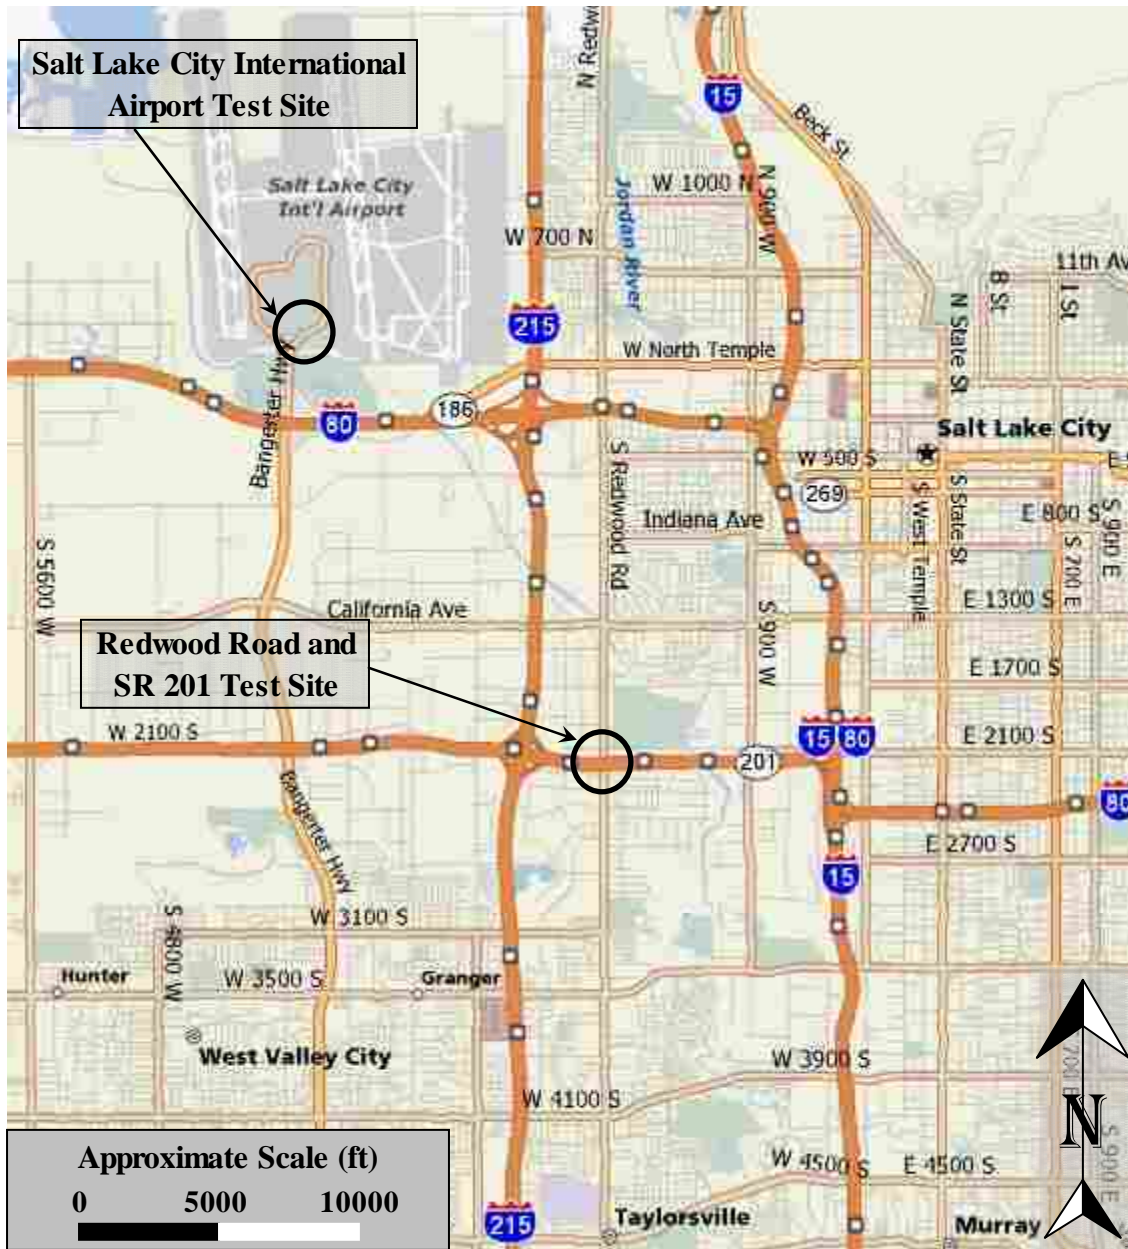 Salt Lake City International
Airport Test Site
N Redw
15
Beck St
Salt Lake City
Int'l Airport
W 1000 N
N 900 W
Jordan River
W 700 N
11th Av
B St
I St
N State St
215
W North Temple
Bangerter Hwy
186
80
Salt Lake City
W 500 S
S Redwood Rd
269
Indiana Ave
S West Temple
S State St
E 800 S
S 900 E
S 700 E
S 5600 W
California Ave
E 1300 S
S 900 W
Redwood Road and
SR 201 Test Site
E 1700 S
W 2100 S
15
80
E 2100 S
201
Bangerter Hwy
80
E 2700 S
15
S 4800 W
W 3100 S
Hunter
W 3500 S
Granger
West Valley City
W 3900 S
700 E
W 4100 S
N
S 900 E
Approximate Scale (ft)
0 5000 10000
W 4500 S
E 4500 S
215
Taylorsville
Murray